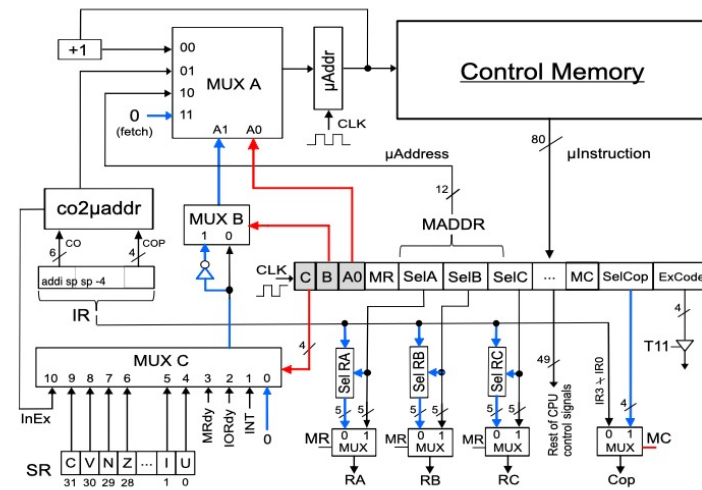 +1
00
01
10
11
MUX A
A1 A0
0
(fetch)
µAddr
CLK
Control Memory
80
µInstruction
µAddress
12
MADDR
co2µaddr
6
CO
4
COP
addi sp sp -4
IR
MUX B
1 0
CLK
C B A0 MR SelA SelB SelC ... MC SelCop ExCode
4
T11
4
MUX C
10 9 8 7 6 5 4 3 2 1 0
InEx
MRdy
IORdy
INT
0
SR
C V N Z ... I U
31 30 29 28 1 0
Sel RA
Sel RB
Sel RC
5 5
5 5
5 5
MR
0 1
MUX
RA
MR
0 1
MUX
RB
MR
0 1
MUX
RC
49
Rest of CPU
control signals
IR3 ÷ IR0
4
0 1
MUX
MC
Cop